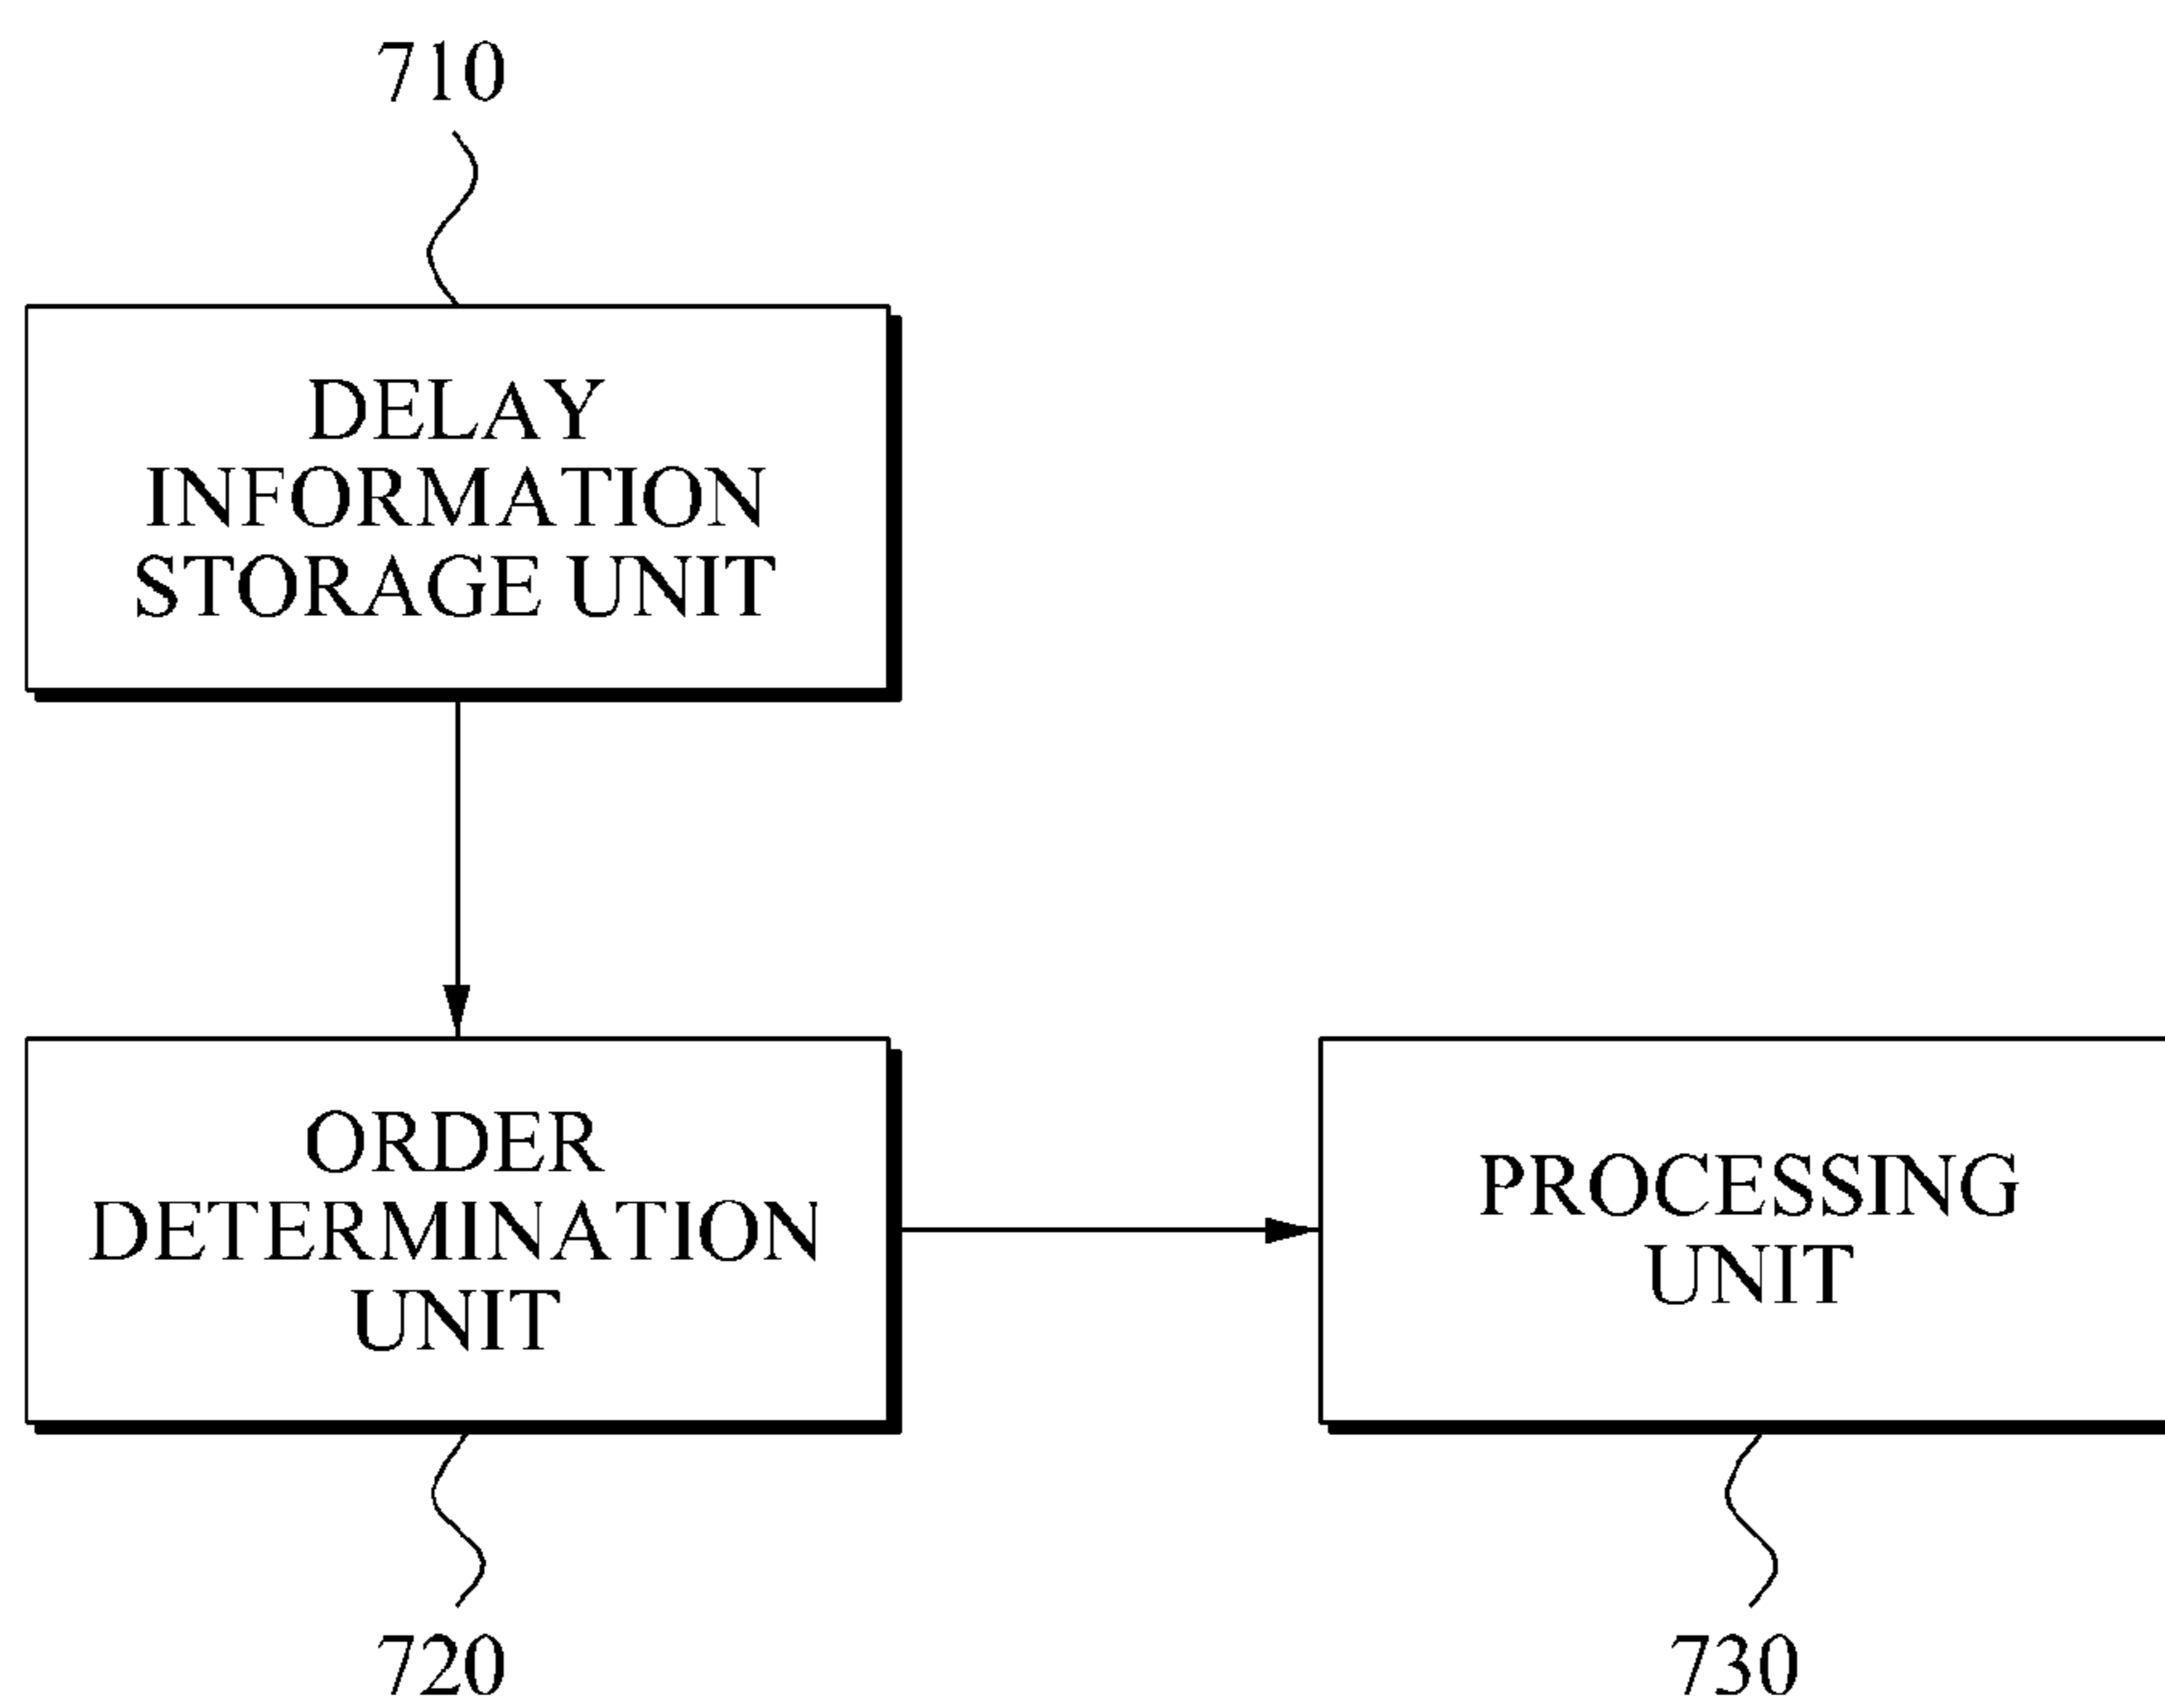 710
DELAY
INFORMATION
STORAGE UNIT
ORDER
DETERMINATION
UNIT
PROCESSING
UNIT
720
730